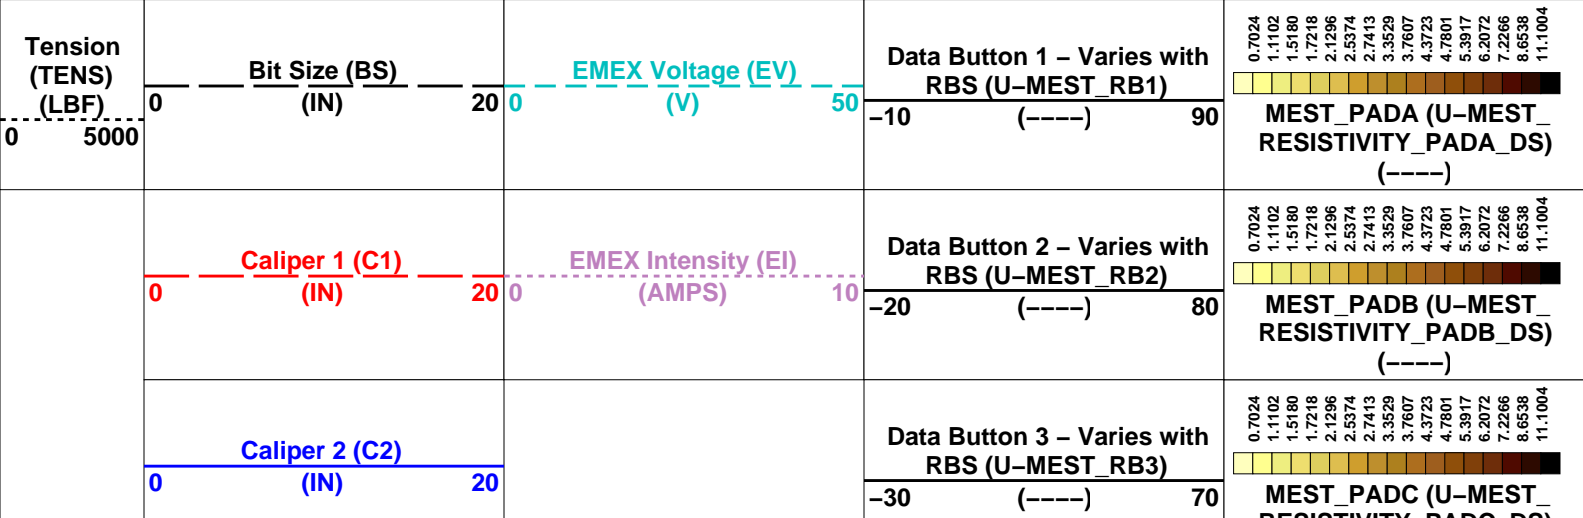 Tension
(TENS)
(LBF)
0 5000
Bit Size (BS)
0 (IN) 20
EMEX Voltage (EV)
0 (V) 50
Data Button 1 – Varies with
RBS (U–MEST_RB1)
–10 (––––) 90
0.7024
1.1102
1.5180
1.7218
2.1296
2.5374
2.7413
3.3529
3.7607
4.3723
4.7801
5.3917
6.2072
7.2266
8.6538
11.1004
MEST_PADA (U–MEST_
RESISTIVITY_PADA_DS)
(––––)
Caliper 1 (C1)
0 (IN) 20
EMEX Intensity (EI)
0 (AMPS) 10
Data Button 2 – Varies with
RBS (U–MEST_RB2)
–20 (––––) 80
0.7024
1.1102
1.5180
1.7218
2.1296
2.5374
2.7413
3.3529
3.7607
4.3723
4.7801
5.3917
6.2072
7.2266
8.6538
11.1004
MEST_PADB (U–MEST_
RESISTIVITY_PADB_DS)
(––––)
Caliper 2 (C2)
0 (IN) 20
Data Button 3 – Varies with
RBS (U–MEST_RB3)
–30 (––––) 70
0.7024
1.1102
1.5180
1.7218
2.1296
2.5374
2.7413
3.3529
3.7607
4.3723
4.7801
5.3917
6.2072
7.2266
8.6538
11.1004
MEST_PADC (U–MEST_
RESISTIVITY_PADC_DS)